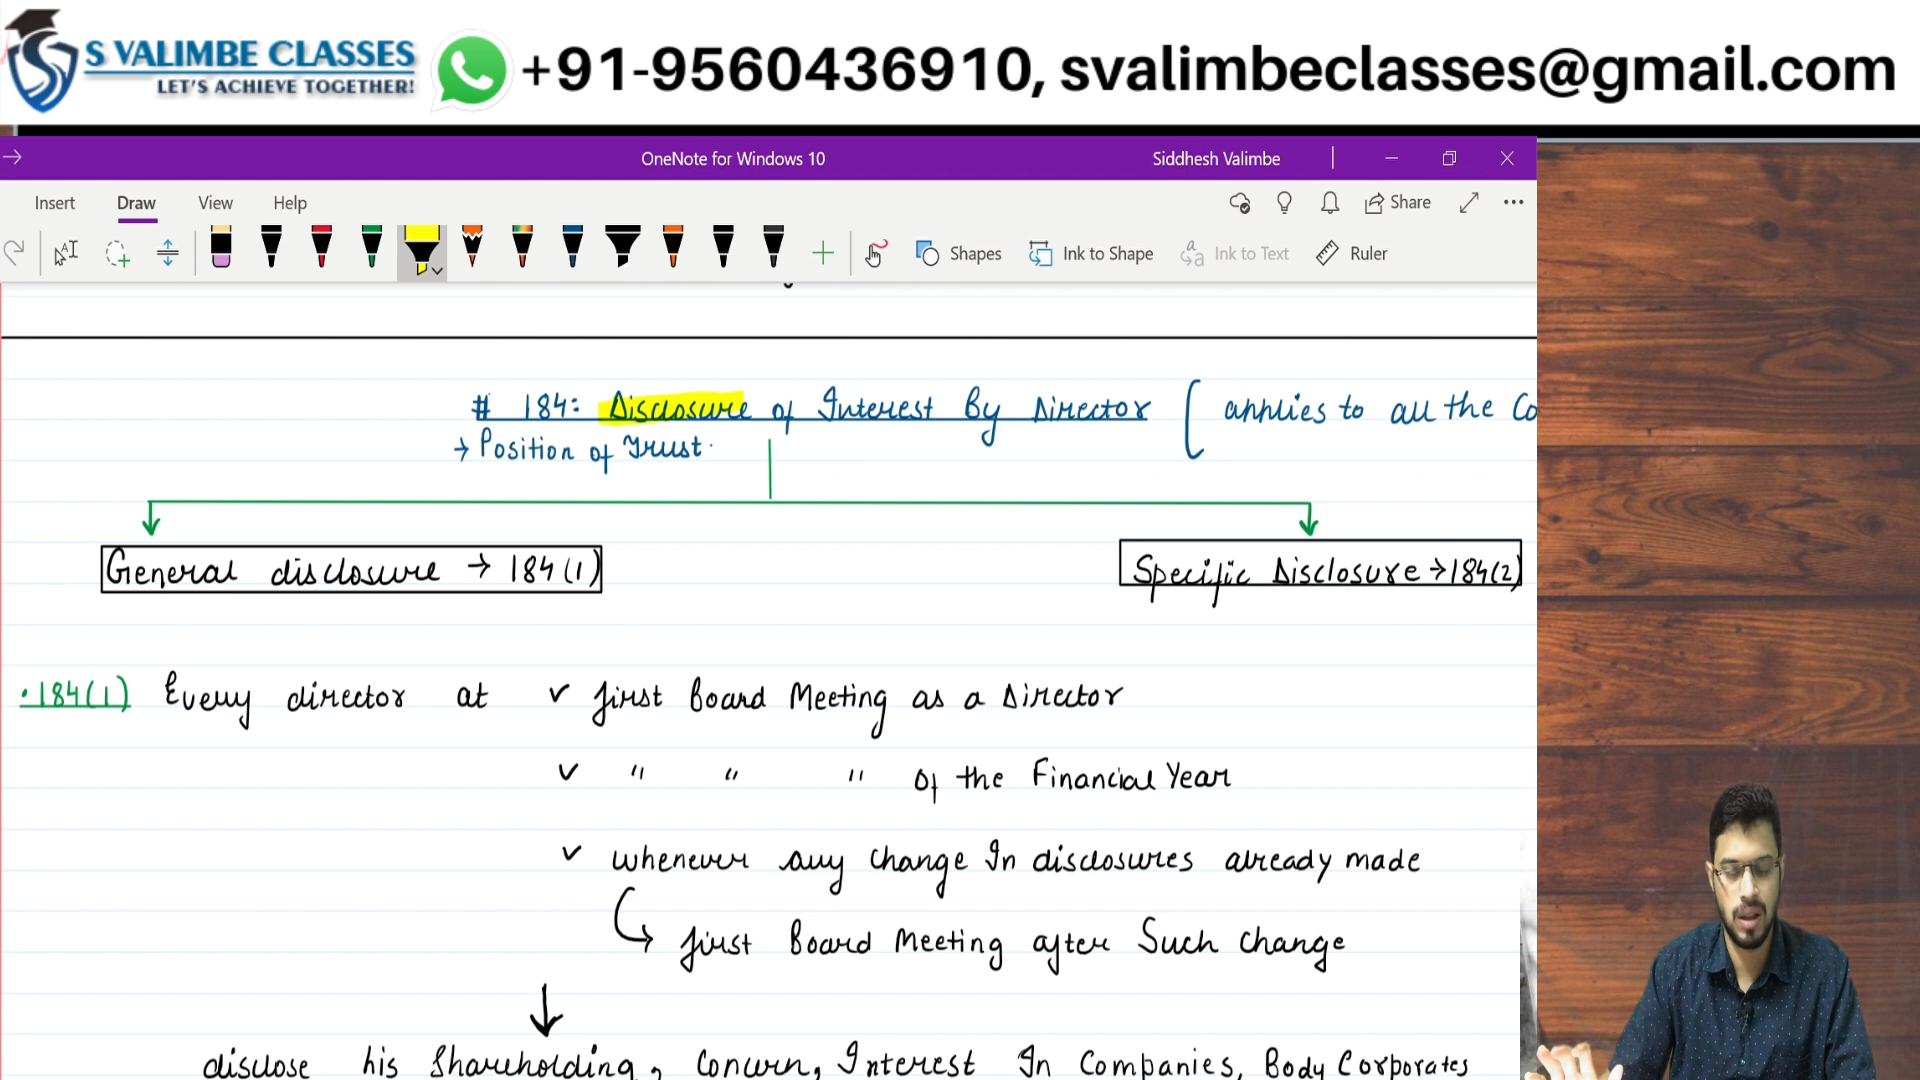 S VALIMBE CLASSES
LET'S ACHIEVE TOGETHER!
+91-9560436910, svalimbeclasses@gmail.com
OneNote for Windows 10
Siddhesh Valimbe
Insert Draw View Help
Share
Shapes Ink to Shape Ink to Text Ruler
# 184: Disclosure of Interest By Director ( applies to all the Co
→ Position of Trust.
General disclosure → 184(1)
Specific Disclosure → 184(2)
• 184(1) Every director at ✓ first Board Meeting as a Director
✓ " " " of the Financial Year
✓ whenever any change In disclosures already made
first Board Meeting after Such change
disclose his Shareholding, Concern, Interest In Companies, Body Corporates